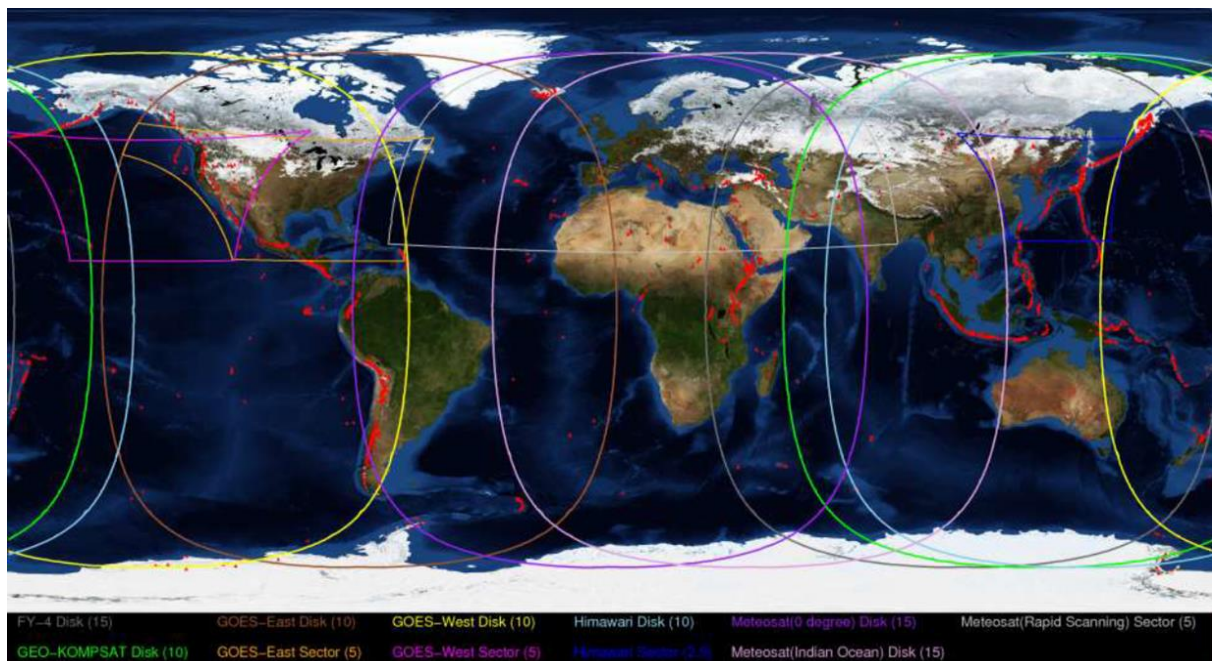 FY-4 Disk (15) GOES-East Disk (10) GOES-West Disk (10) Himawari Disk (10) Meteosat(0 degree) Disk (15) Meteosat(Rapid Scanning) Sector (5)
GEO-KOMPSAT Disk (10) GOES-East Sector (5) GOES-West Sector (5) Himawari Sector (2.5) Meteosat(Indian Ocean) Disk (15)